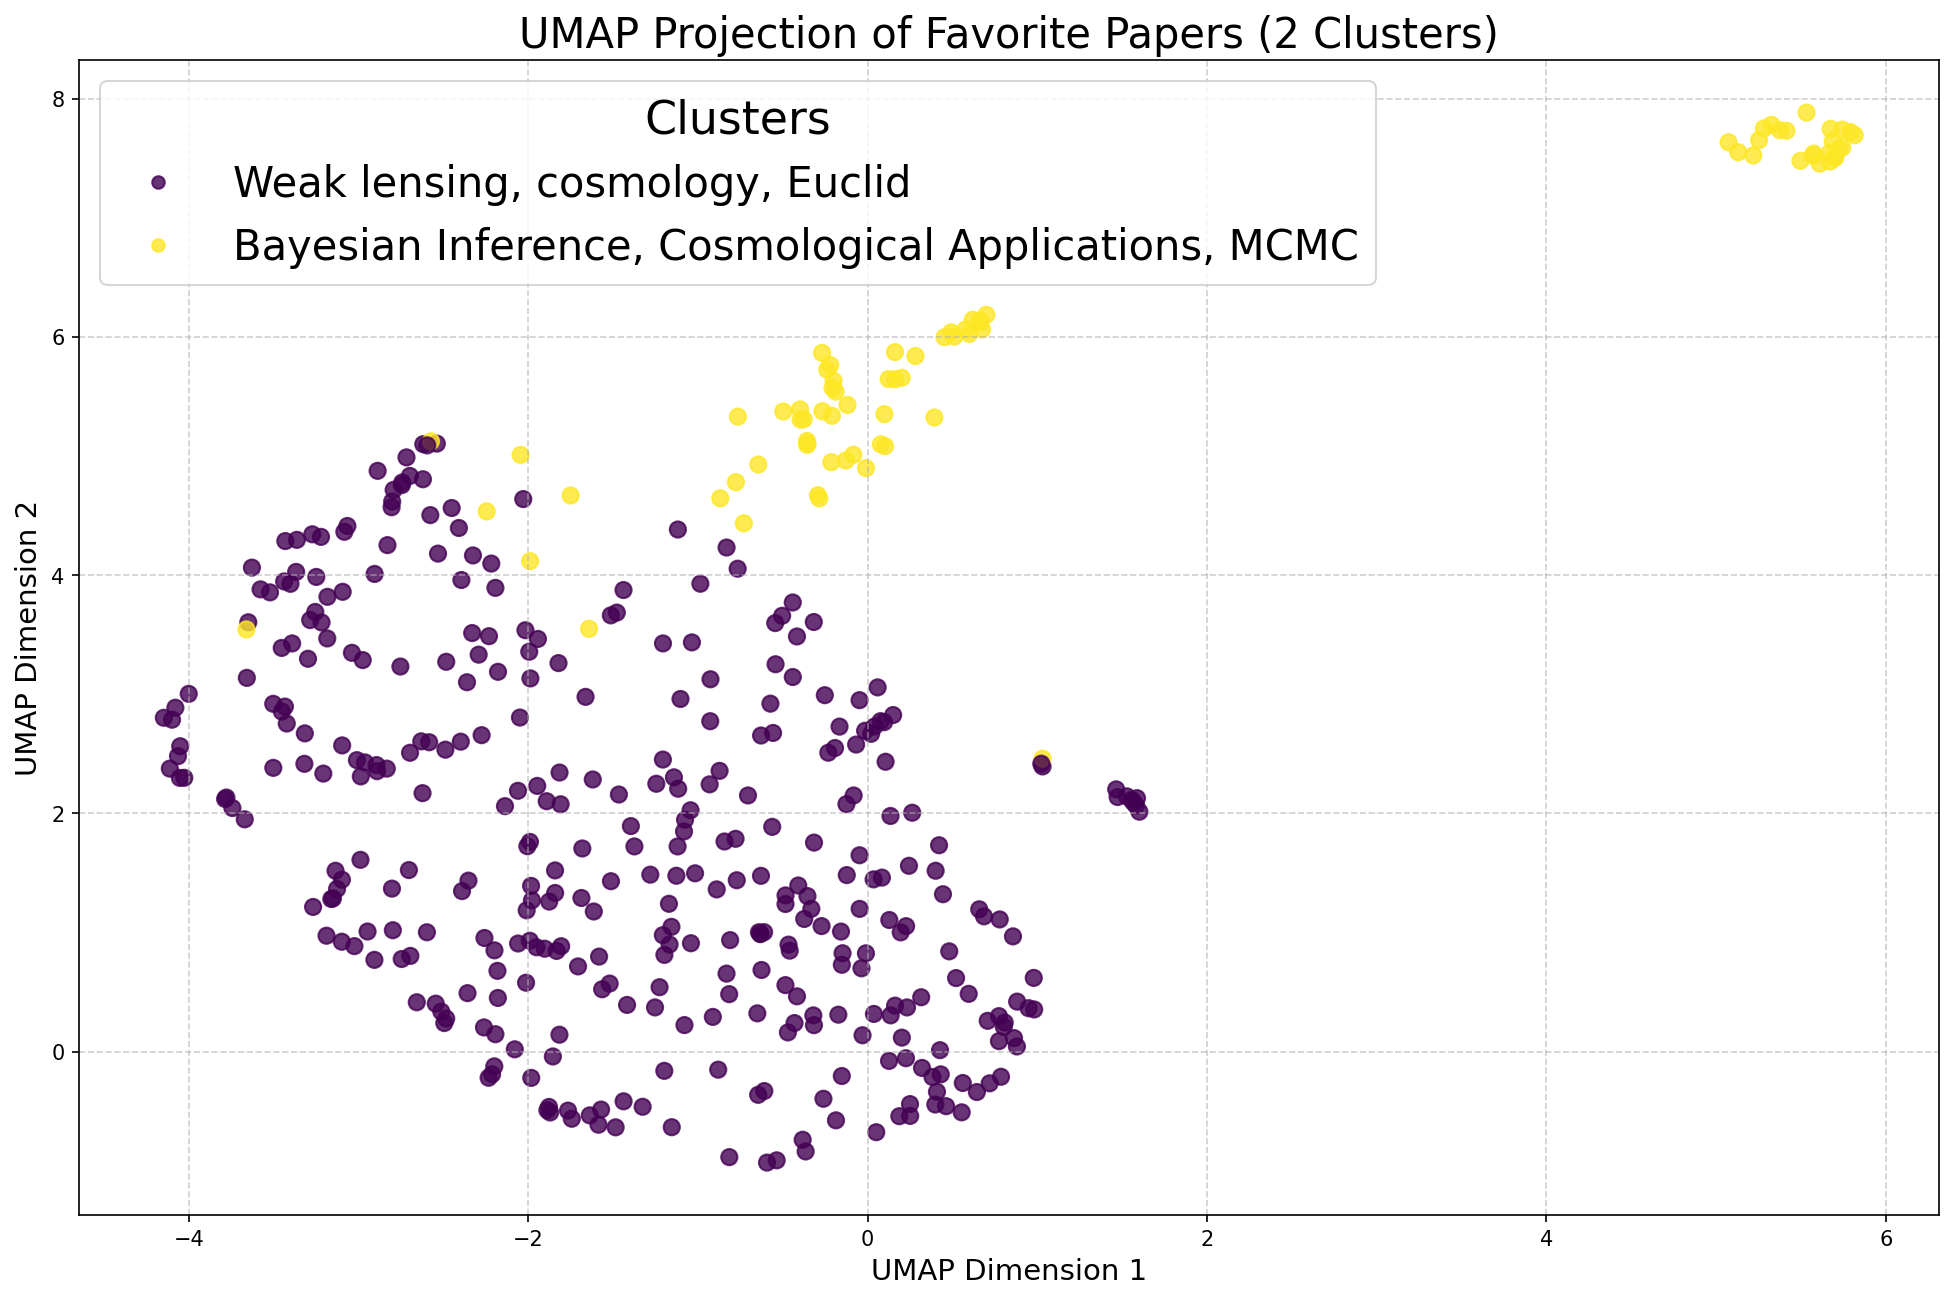 UMAP Projection of Favorite Papers (2 Clusters)
Clusters
Weak lensing, cosmology, Euclid
Bayesian Inference, Cosmological Applications, MCMC
UMAP Dimension 2
8
6
4
2
0
−4
−2
0
2
4
6
UMAP Dimension 1